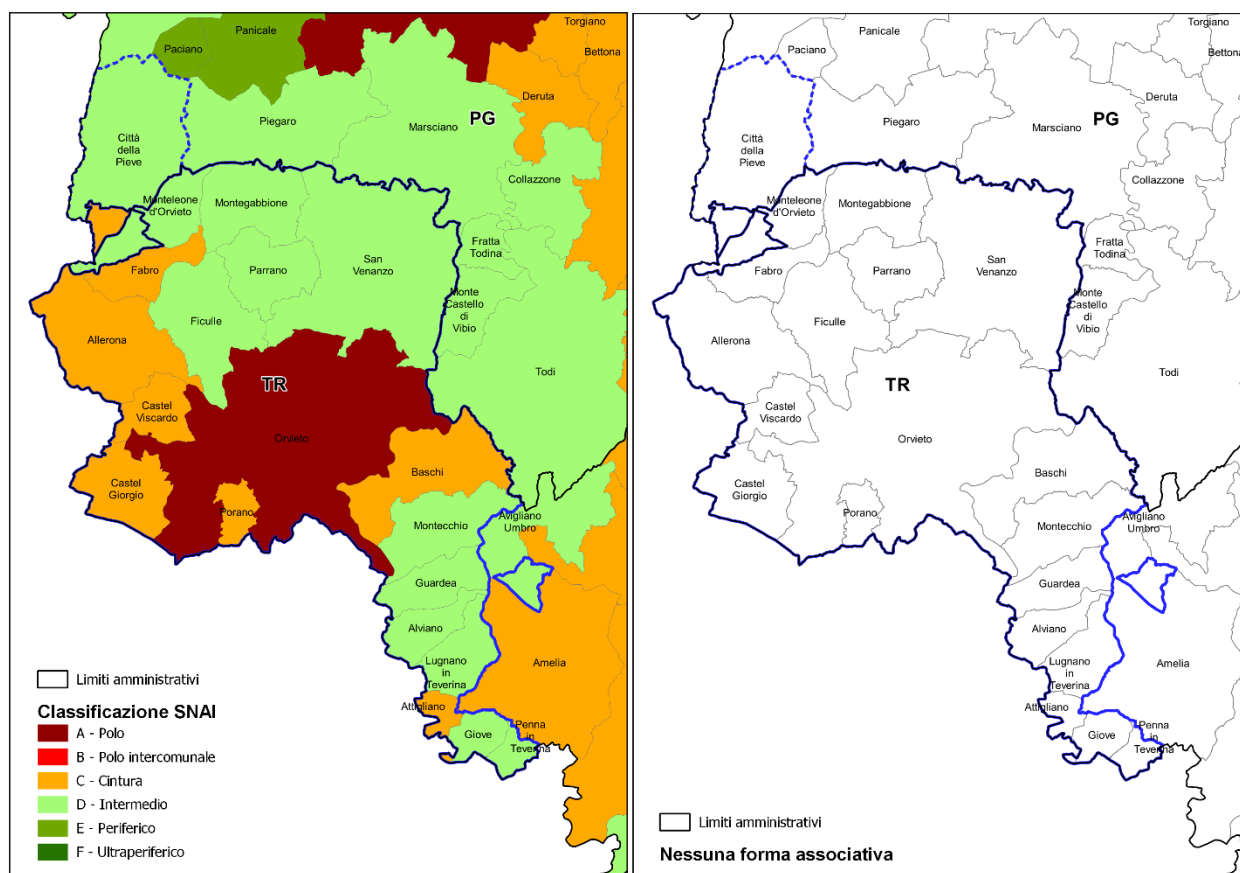 Torgiano
Panicale
Paciano
Bettona
Deruta
PG
Piegaro
Marsciano
Città
della
Pieve
Collazzone
Monteleone
d'Orvieto
Montegabbione
Fratta
Todina
San
Venanzo
Fabro
Parrano
Monte
Castello
di
Vibio
Ficulle
Allerona
Todi
TR
Castel
Viscardo
Orvieto
Baschi
Castel
Giorgio
Porano
Montecchio
Avigliano
Umbro
Guardea
Alviano
Amelia
Lugnano
in
Teverina
Attigliano
Giove
Penna
in
Teverina
Limiti amministrativi
Classificazione SNAI
A - Polo
B - Polo intercomunale
C - Cintura
D - Intermedio
E - Periferico
F - Ultraperiferico
Torgiano
Panicale
Paciano
Bettona
Deruta
PG
Piegaro
Marsciano
Città
della
Pieve
Collazzone
Monteleone
d'Orvieto
Montegabbione
Fratta
Todina
San
Venanzo
Fabro
Parrano
Monte
Castello
di
Vibio
Ficulle
Allerona
Todi
TR
Castel
Viscardo
Orvieto
Baschi
Castel
Giorgio
Porano
Montecchio
Avigliano
Umbro
Guardea
Alviano
Amelia
Lugnano
in
Teverina
Attigliano
Giove
Penna
in
Teverina
Limiti amministrativi
Nessuna forma associativa